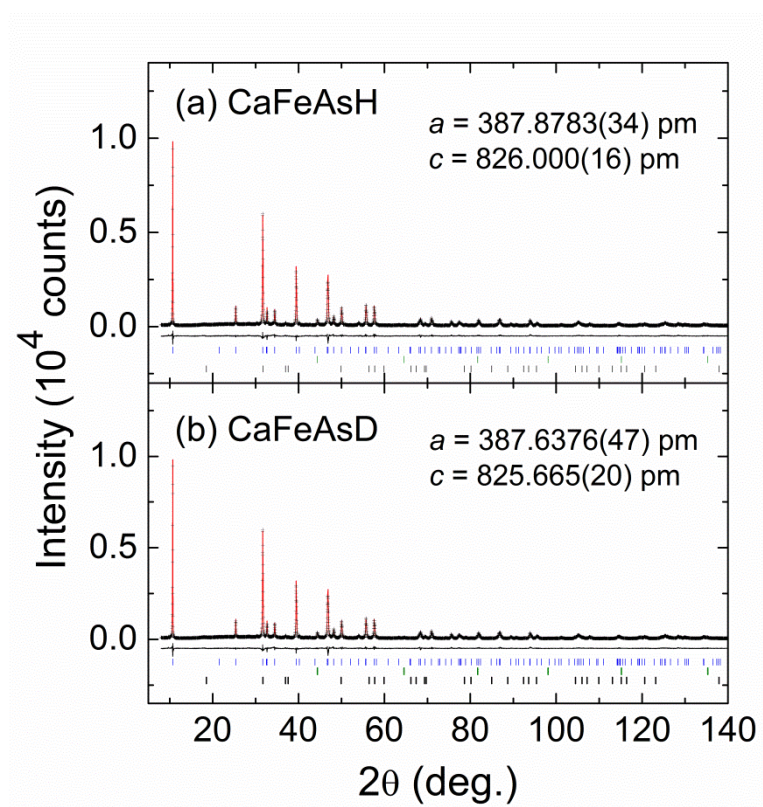 (a) CaFeAsH
a = 387.8783(34) pm
c = 826.000(16) pm
1.0
0.5
0.0
(b) CaFeAsD
a = 387.6376(47) pm
c = 825.665(20) pm
1.0
0.5
0.0
Intensity (10⁴ counts)
20 40 60 80 100 120 140
2θ (deg.)